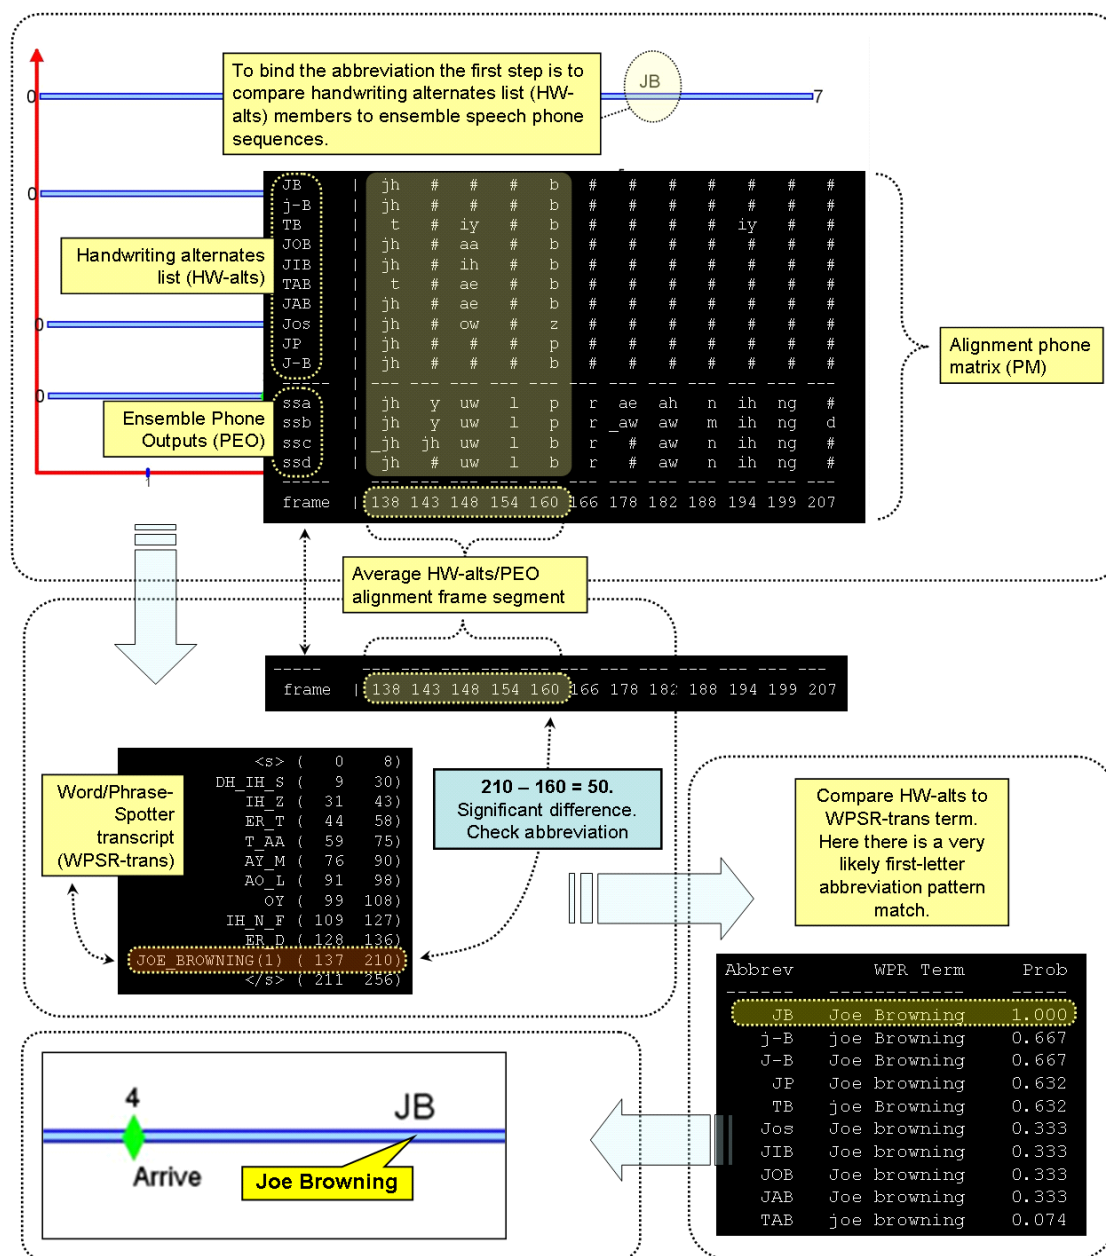 To bind the abbreviation the first step is to
compare handwriting alternates list (HW-
alts) members to ensemble speech phone
sequences.
JB
0
7
0
0
0
1
Handwriting alternates
list (HW-alts)
Ensemble Phone
Outputs (PEO)
JB | jh # # # b # # # # # # #
j-B | jh # # # b # # # # # # #
TB | t # iy # b # # # # iy # #
JOB | jh # aa # b # # # # # # #
JIB | jh # ih # b # # # # # # #
TAB | t # ae # b # # # # # # #
JAB | jh # ae # b # # # # # # #
Jos | jh # ow # z # # # # # # #
JP | jh # # # p # # # # # # #
J-B | jh # # # b # # # # # # #
----- --- --- --- --- --- --- --- --- --- --- --- ---
ssa | jh y uw l p r ae ah n ih ng #
ssb | jh y uw l p r _aw aw m ih ng d
ssc | _jh jh uw l b r # aw n ih ng #
ssd | jh # uw l b r # aw n ih ng #
----- --- --- --- --- --- --- --- --- --- --- --- ---
frame | 138 143 148 154 160 166 178 182 188 194 199 207
Alignment phone
matrix (PM)
Average HW-alts/PEO
alignment frame segment
----- --- --- --- --- --- --- --- --- --- --- --- ---
frame | 138 143 148 154 160 166 178 182 188 194 199 207
Word/Phrase-
Spotter
transcript
(WPSR-trans)
<s> ( 0 8)
DH_IH_S ( 9 30)
IH_Z ( 31 43)
ER_T ( 44 58)
T_AA ( 59 75)
AY_M ( 76 90)
AO_L ( 91 98)
OY ( 99 108)
IH_N_F ( 109 127)
ER_D ( 128 136)
JOE_BROWNING(1) ( 137 210)
</s> ( 211 256)
210 – 160 = 50.
Significant difference.
Check abbreviation
Compare HW-alts to
WPSR-trans term.
Here there is a very
likely first-letter
abbreviation pattern
match.
Abbrev WPR Term Prob
------ ------------ -----
JB Joe Browning 1.000
j-B joe Browning 0.667
J-B Joe Browning 0.667
JP Joe browning 0.632
TB joe Browning 0.632
Jos Joe browning 0.333
JIB Joe browning 0.333
JOB Joe browning 0.333
JAB Joe browning 0.333
TAB joe browning 0.074
4
JB
Arrive
Joe Browning